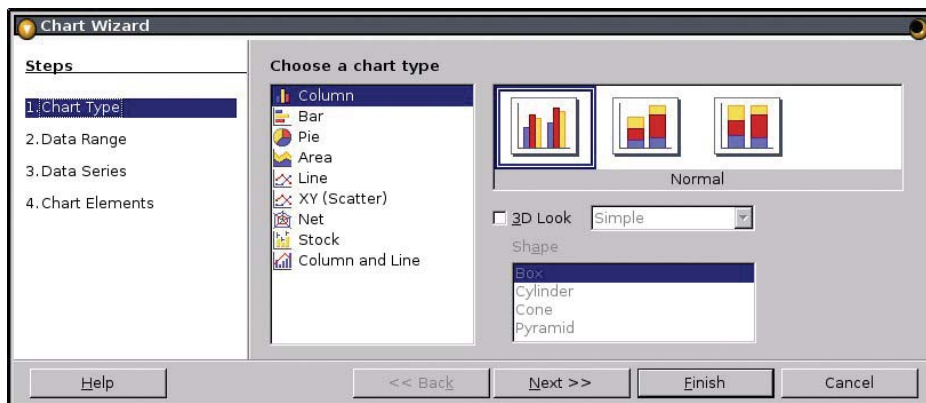 Chart Wizard
Steps
1.Chart Type
2.Data Range
3.Data Series
4.Chart Elements
Choose a chart type
Column
Bar
Pie
Area
Line
XY (Scatter)
Net
Stock
Column and Line
Normal
3D Look
Simple
Shape
Box
Cylinder
Cone
Pyramid
Help
<< Back
Next >>
Finish
Cancel